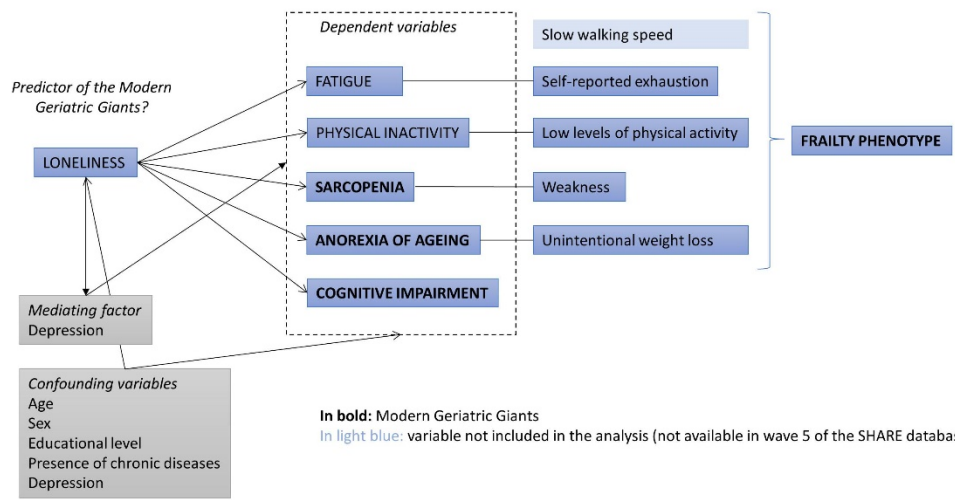 Dependent variables
Slow walking speed
Predictor of the Modern
Geriatric Giants?
FATIGUE
Self-reported exhaustion
PHYSICAL INACTIVITY
Low levels of physical activity
FRAILTY PHENOTYPE
LONELINESS
SARCOPENIA
Weakness
ANOREXIA OF AGEING
Unintentional weight loss
COGNITIVE IMPAIRMENT
Mediating factor
Depression
Confounding variables
Age
Sex
Educational level
Presence of chronic diseases
Depression
In bold: Modern Geriatric Giants
In light blue: variable not included in the analysis (not available in wave 5 of the SHARE databas